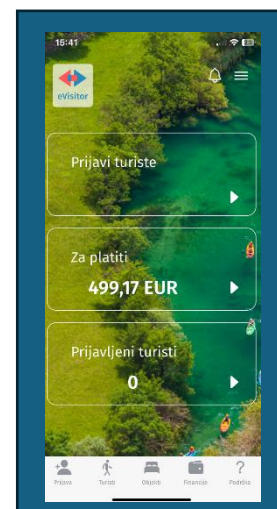 15:41
eVisitor
Prijavi turiste
Za platiti
499,17 EUR
Prijavljeni turisti
0
Prijava Turisti Objekti Financije Podrška